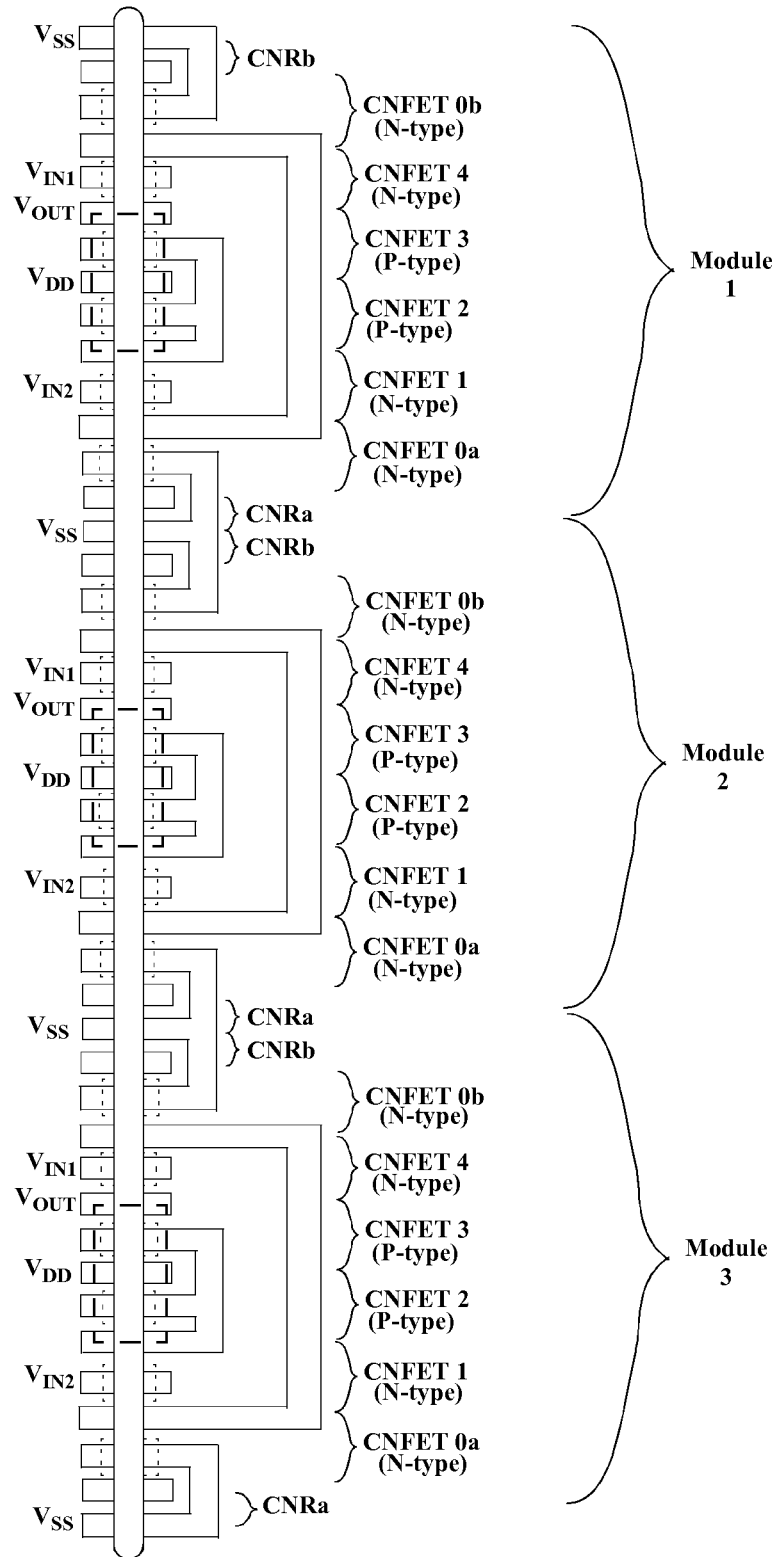 VSS
CNRb
CNFET 0b
(N-type)
VIN1
CNFET 4
(N-type)
VOUT
CNFET 3
(P-type)
VDD
CNFET 2
(P-type)
Module
1
VIN2
CNFET 1
(N-type)
CNFET 0a
(N-type)
CNRa
VSS
CNRb
CNFET 0b
(N-type)
VIN1
CNFET 4
(N-type)
VOUT
CNFET 3
(P-type)
VDD
CNFET 2
(P-type)
Module
2
VIN2
CNFET 1
(N-type)
CNFET 0a
(N-type)
CNRa
VSS
CNRb
CNFET 0b
(N-type)
VIN1
CNFET 4
(N-type)
VOUT
CNFET 3
(P-type)
VDD
CNFET 2
(P-type)
Module
3
VIN2
CNFET 1
(N-type)
CNFET 0a
(N-type)
CNRa
VSS